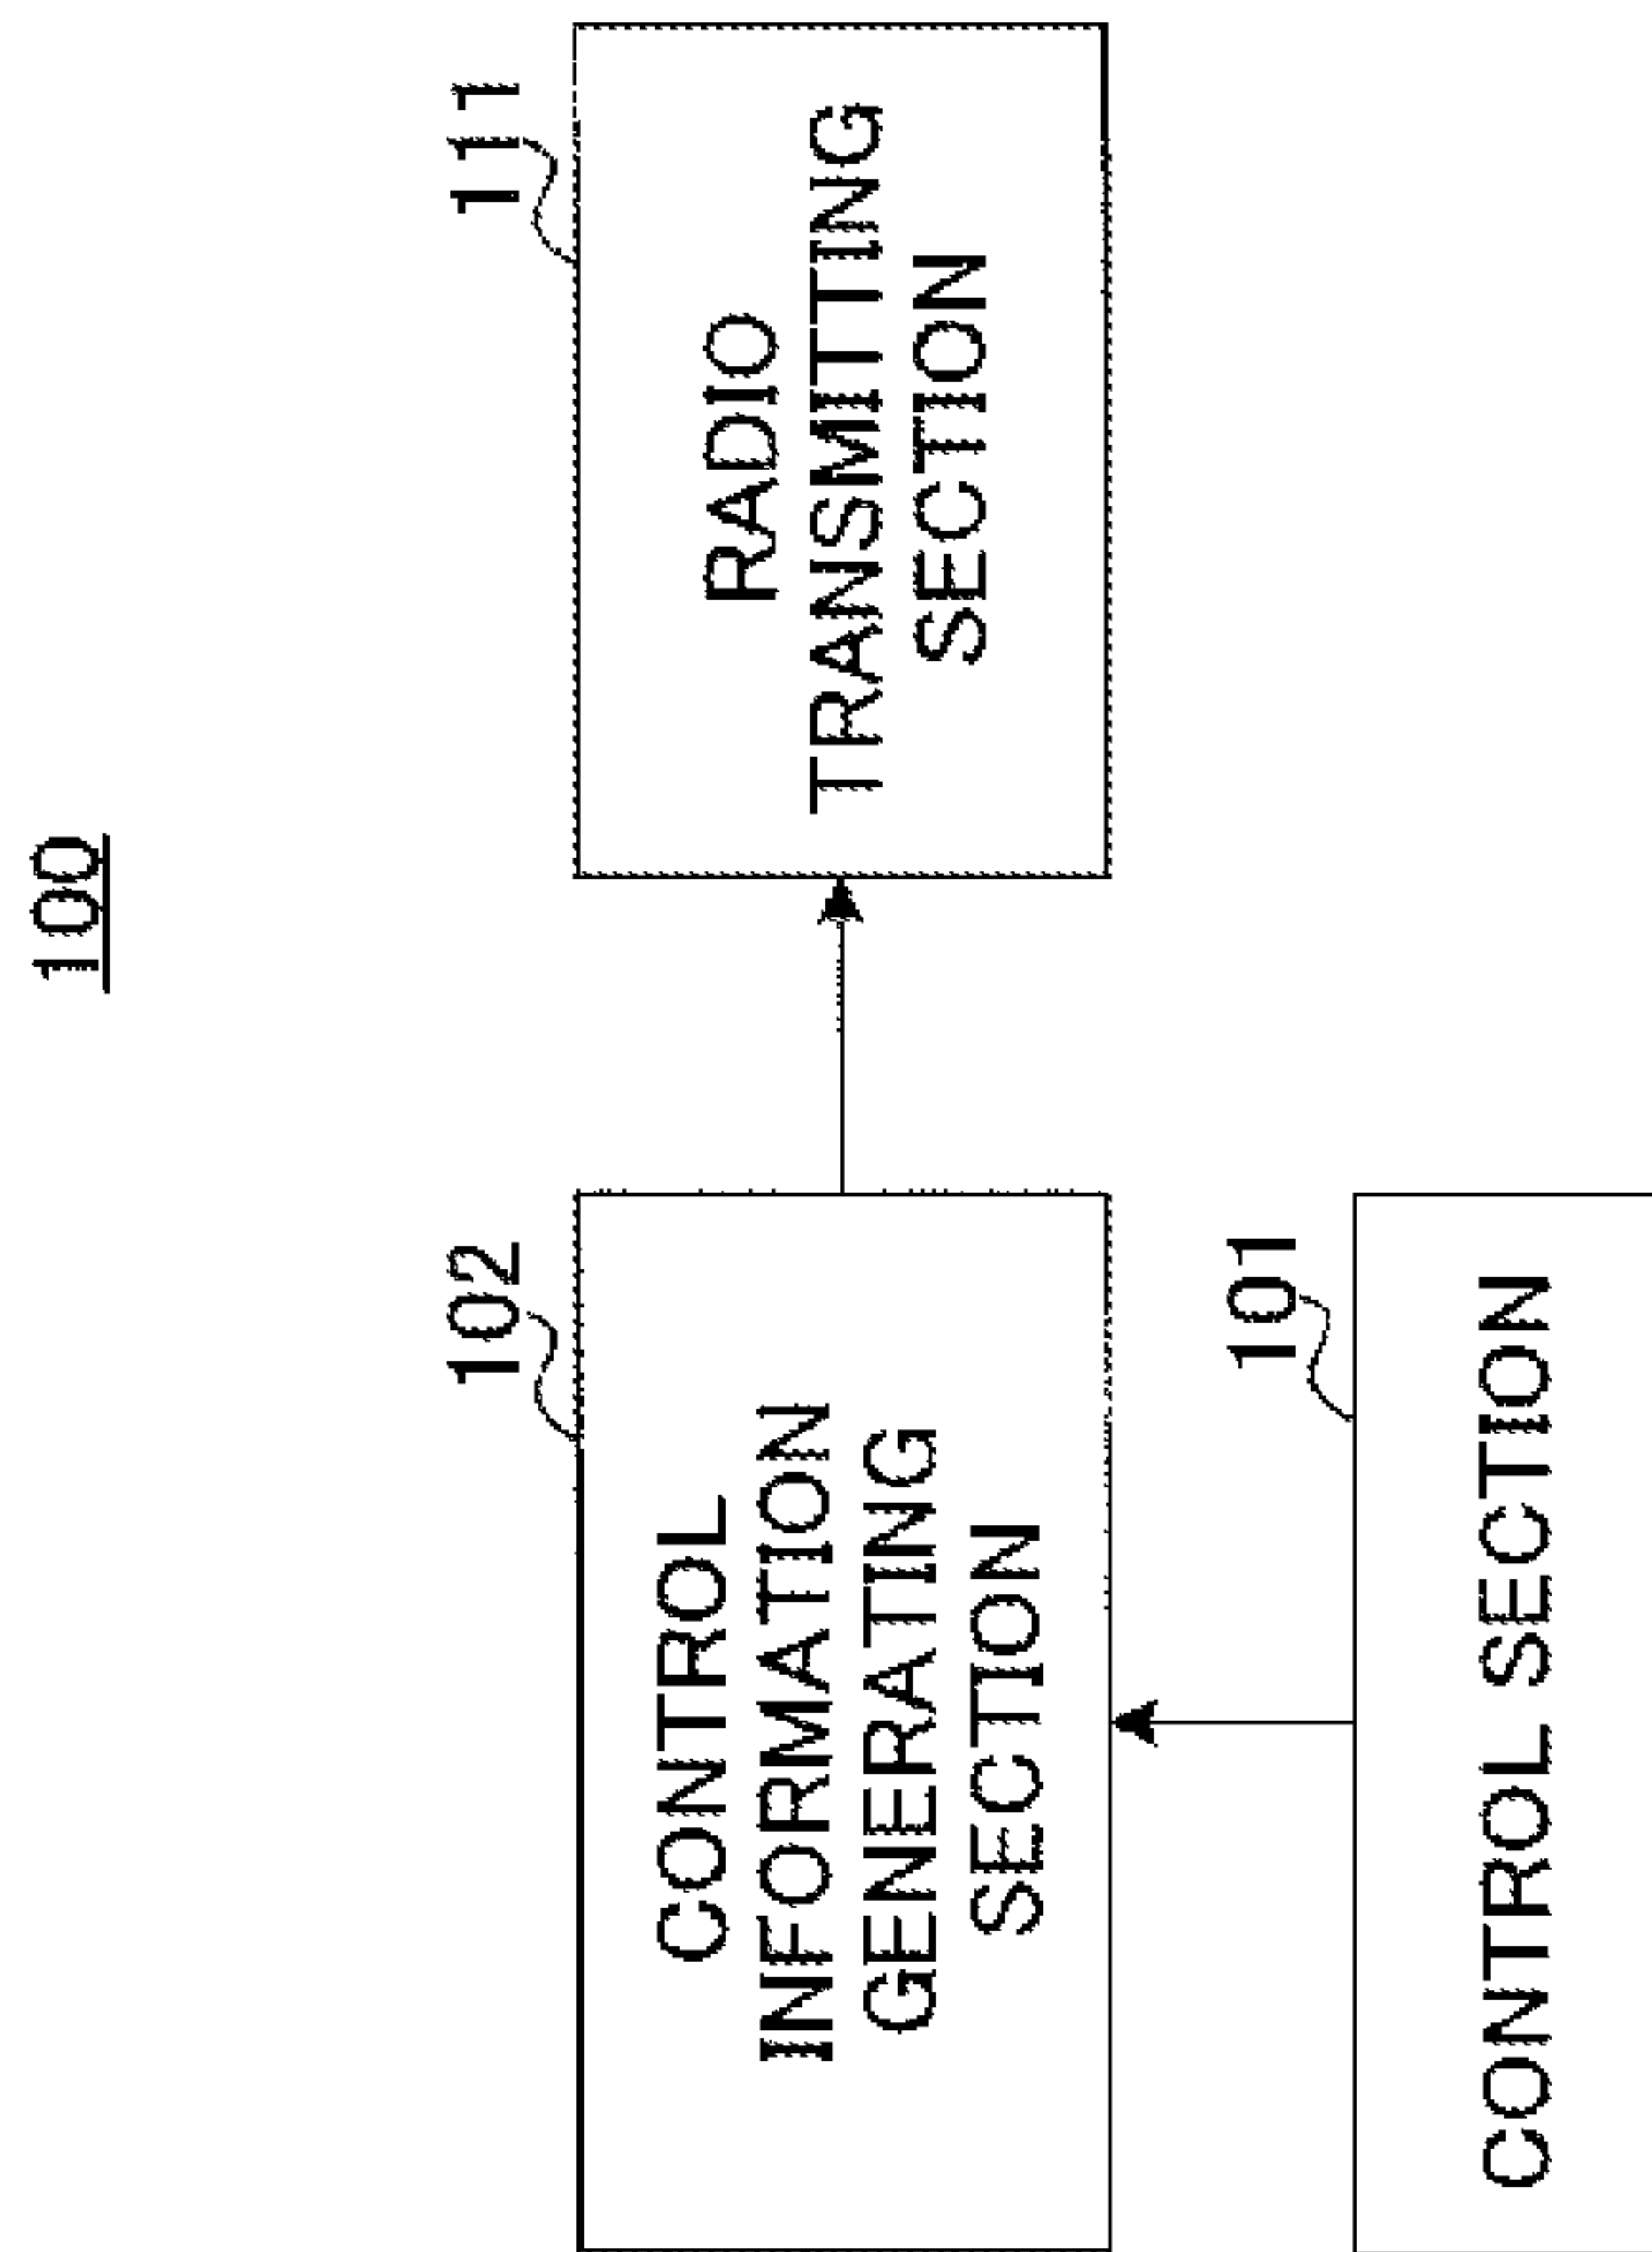 100
102
CONTROL
INFORMATION
GENERATING
SECTION
111
RADIO
TRANSMITTING
SECTION
101
CONTROL SECTION